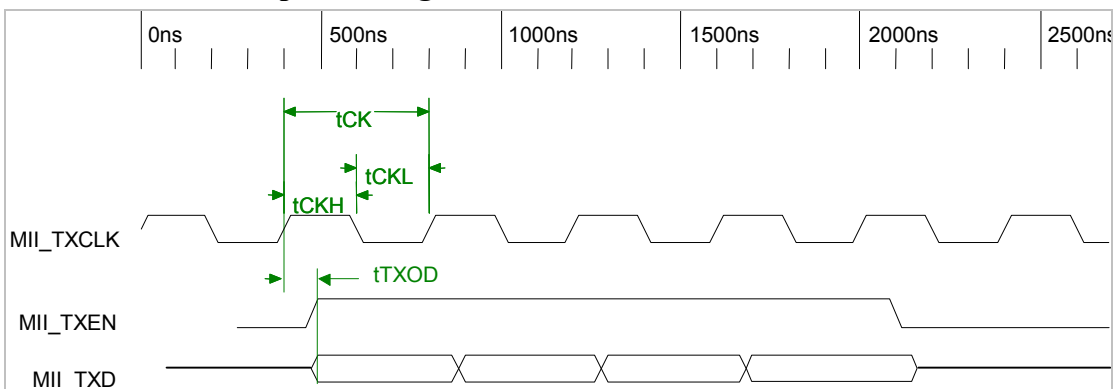 0ns 500ns 1000ns 1500ns 2000ns 2500ns
tCK
tCKL
tCKH
MII_TXCLK
tTXOD
MII_TXEN
MII_TXD